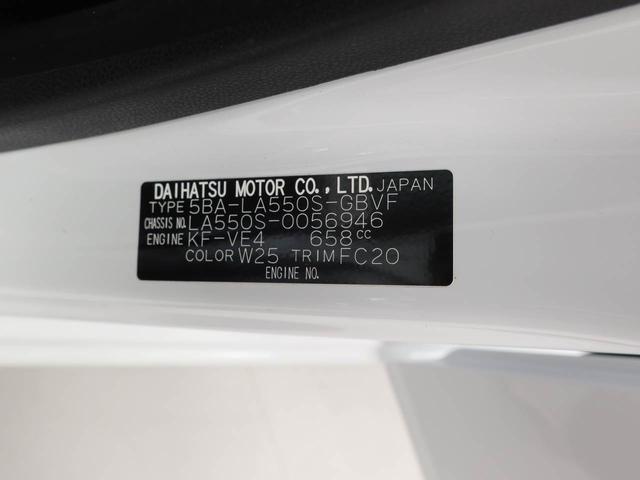 DAIHATSU MOTOR CO.,LTD. JAPAN
TYPE 5BA-LA550S-GBVF
CHASSIS NO. LA550S-0056946
ENGINE KF-VE4 658CC
COLOR W25 TRIM FC20
ENGINE NO.